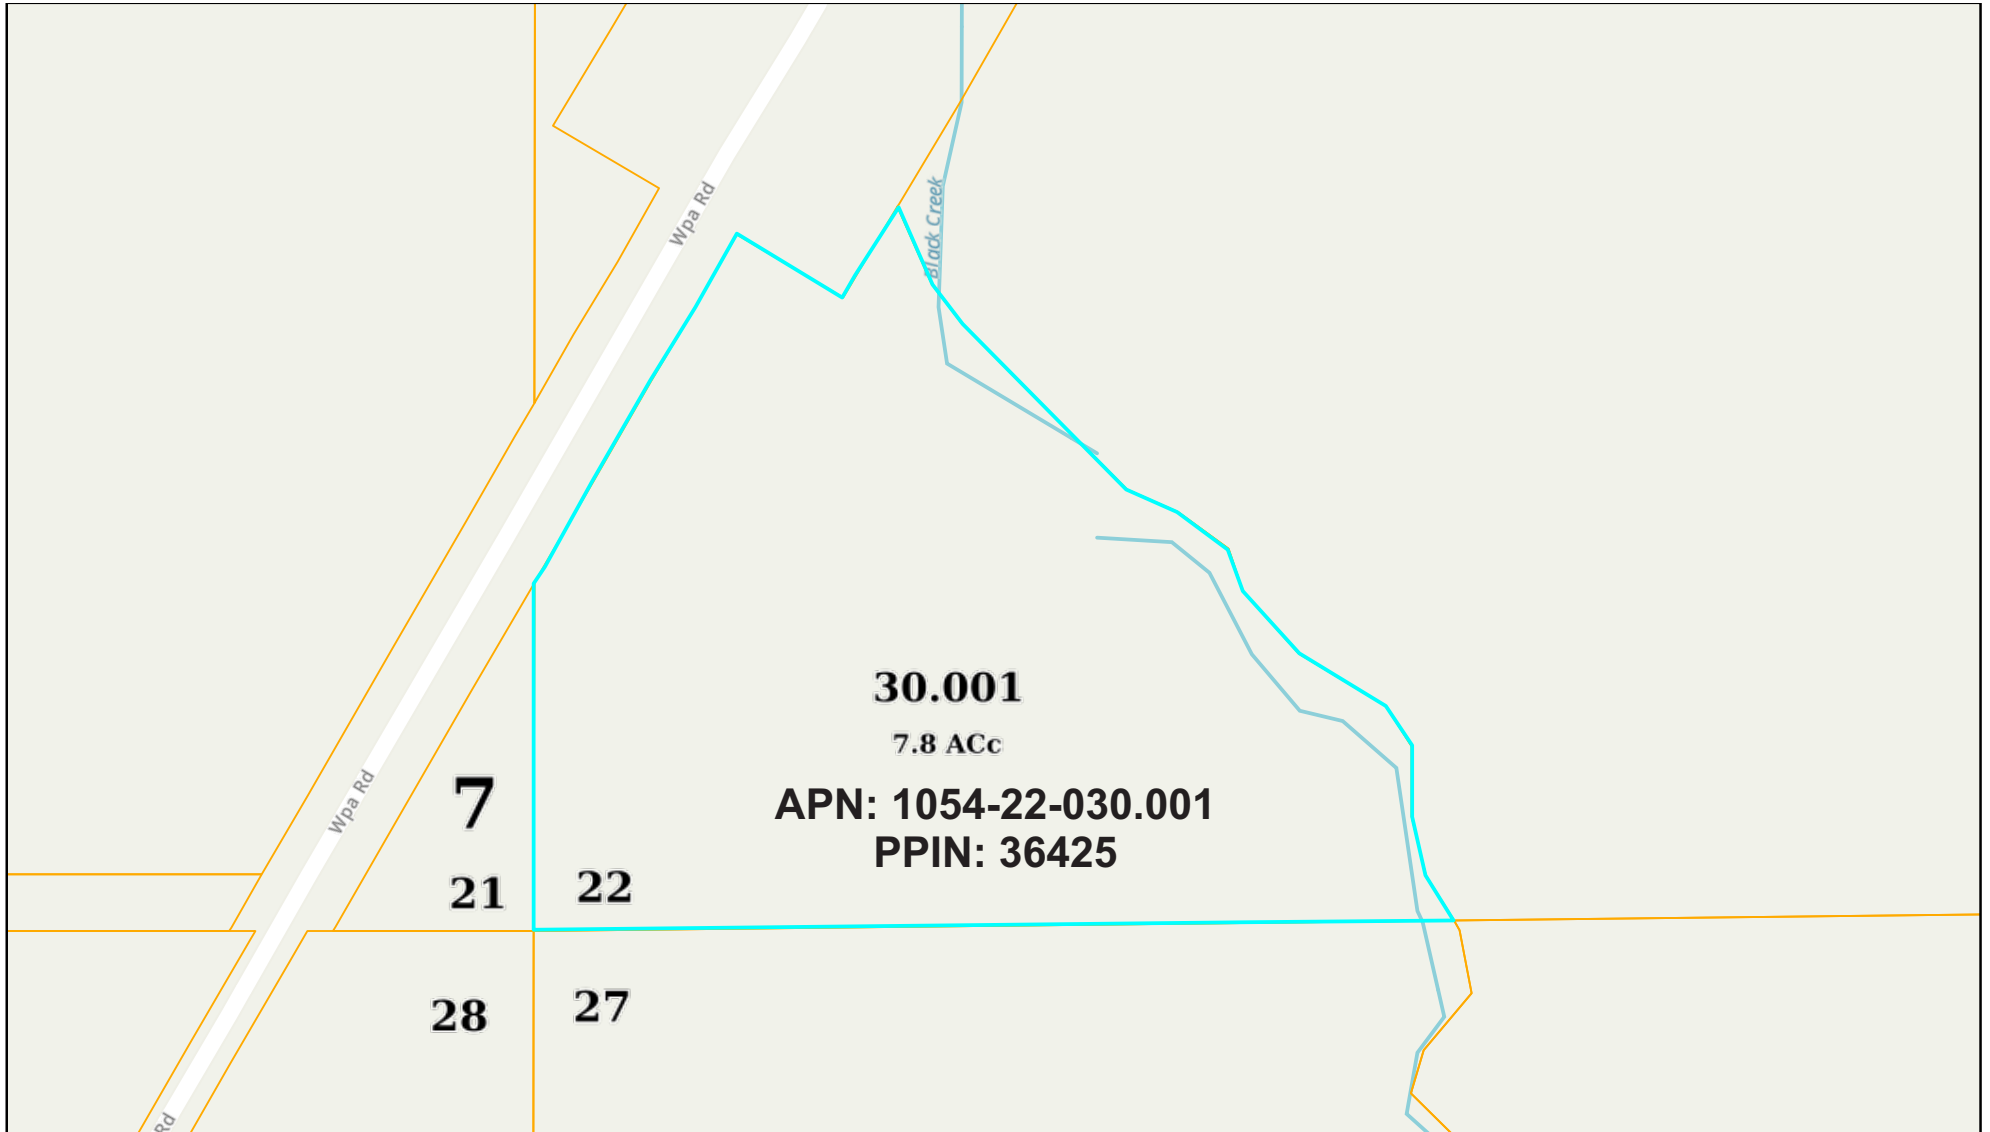 Wpa Rd
Black Creek
30.001
7.8 ACc
Wpa Rd
7
APN: 1054-22-030.001
PPIN: 36425
21
22
28
27
Rd